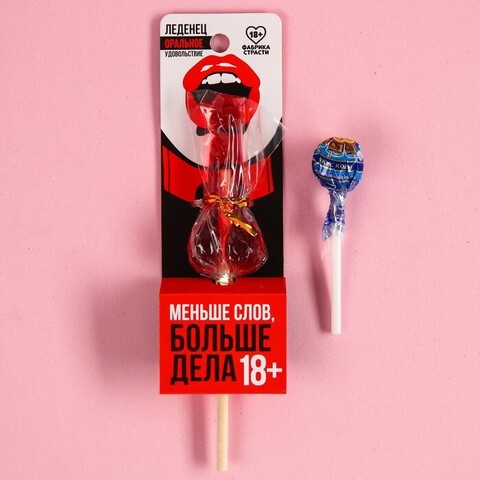 ЛЕДЕНЕЦ
ОРАЛЬНОЕ
УДОВОЛЬСТВИЕ
18+
ФАБРИКА
СТРАСТИ
МЕНЬШЕ СЛОВ,
БОЛЬШЕ
ДЕЛА 18+